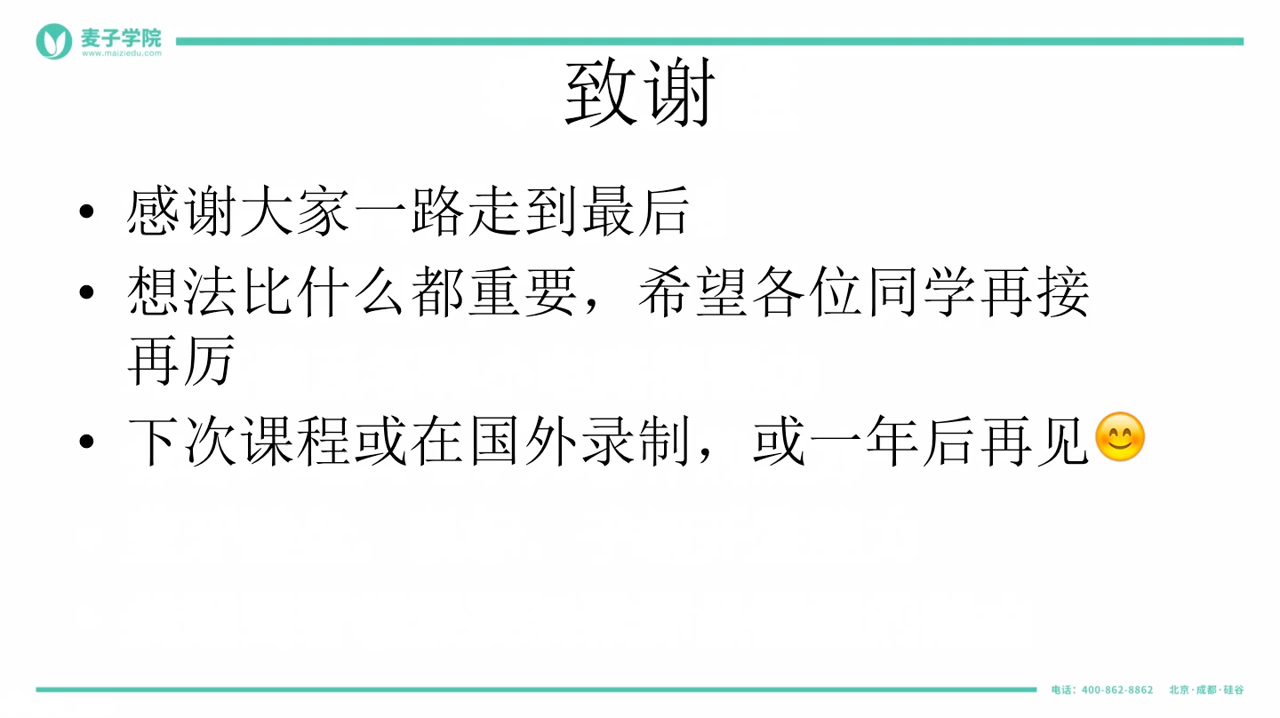 麦子学院
www.maiziedu.com
致谢
• 感谢大家一路走到最后
• 想法比什么都重要，希望各位同学再接
再厉
• 下次课程或在国外录制，或一年后再见😊
电话：400-862-8862 北京·成都·硅谷